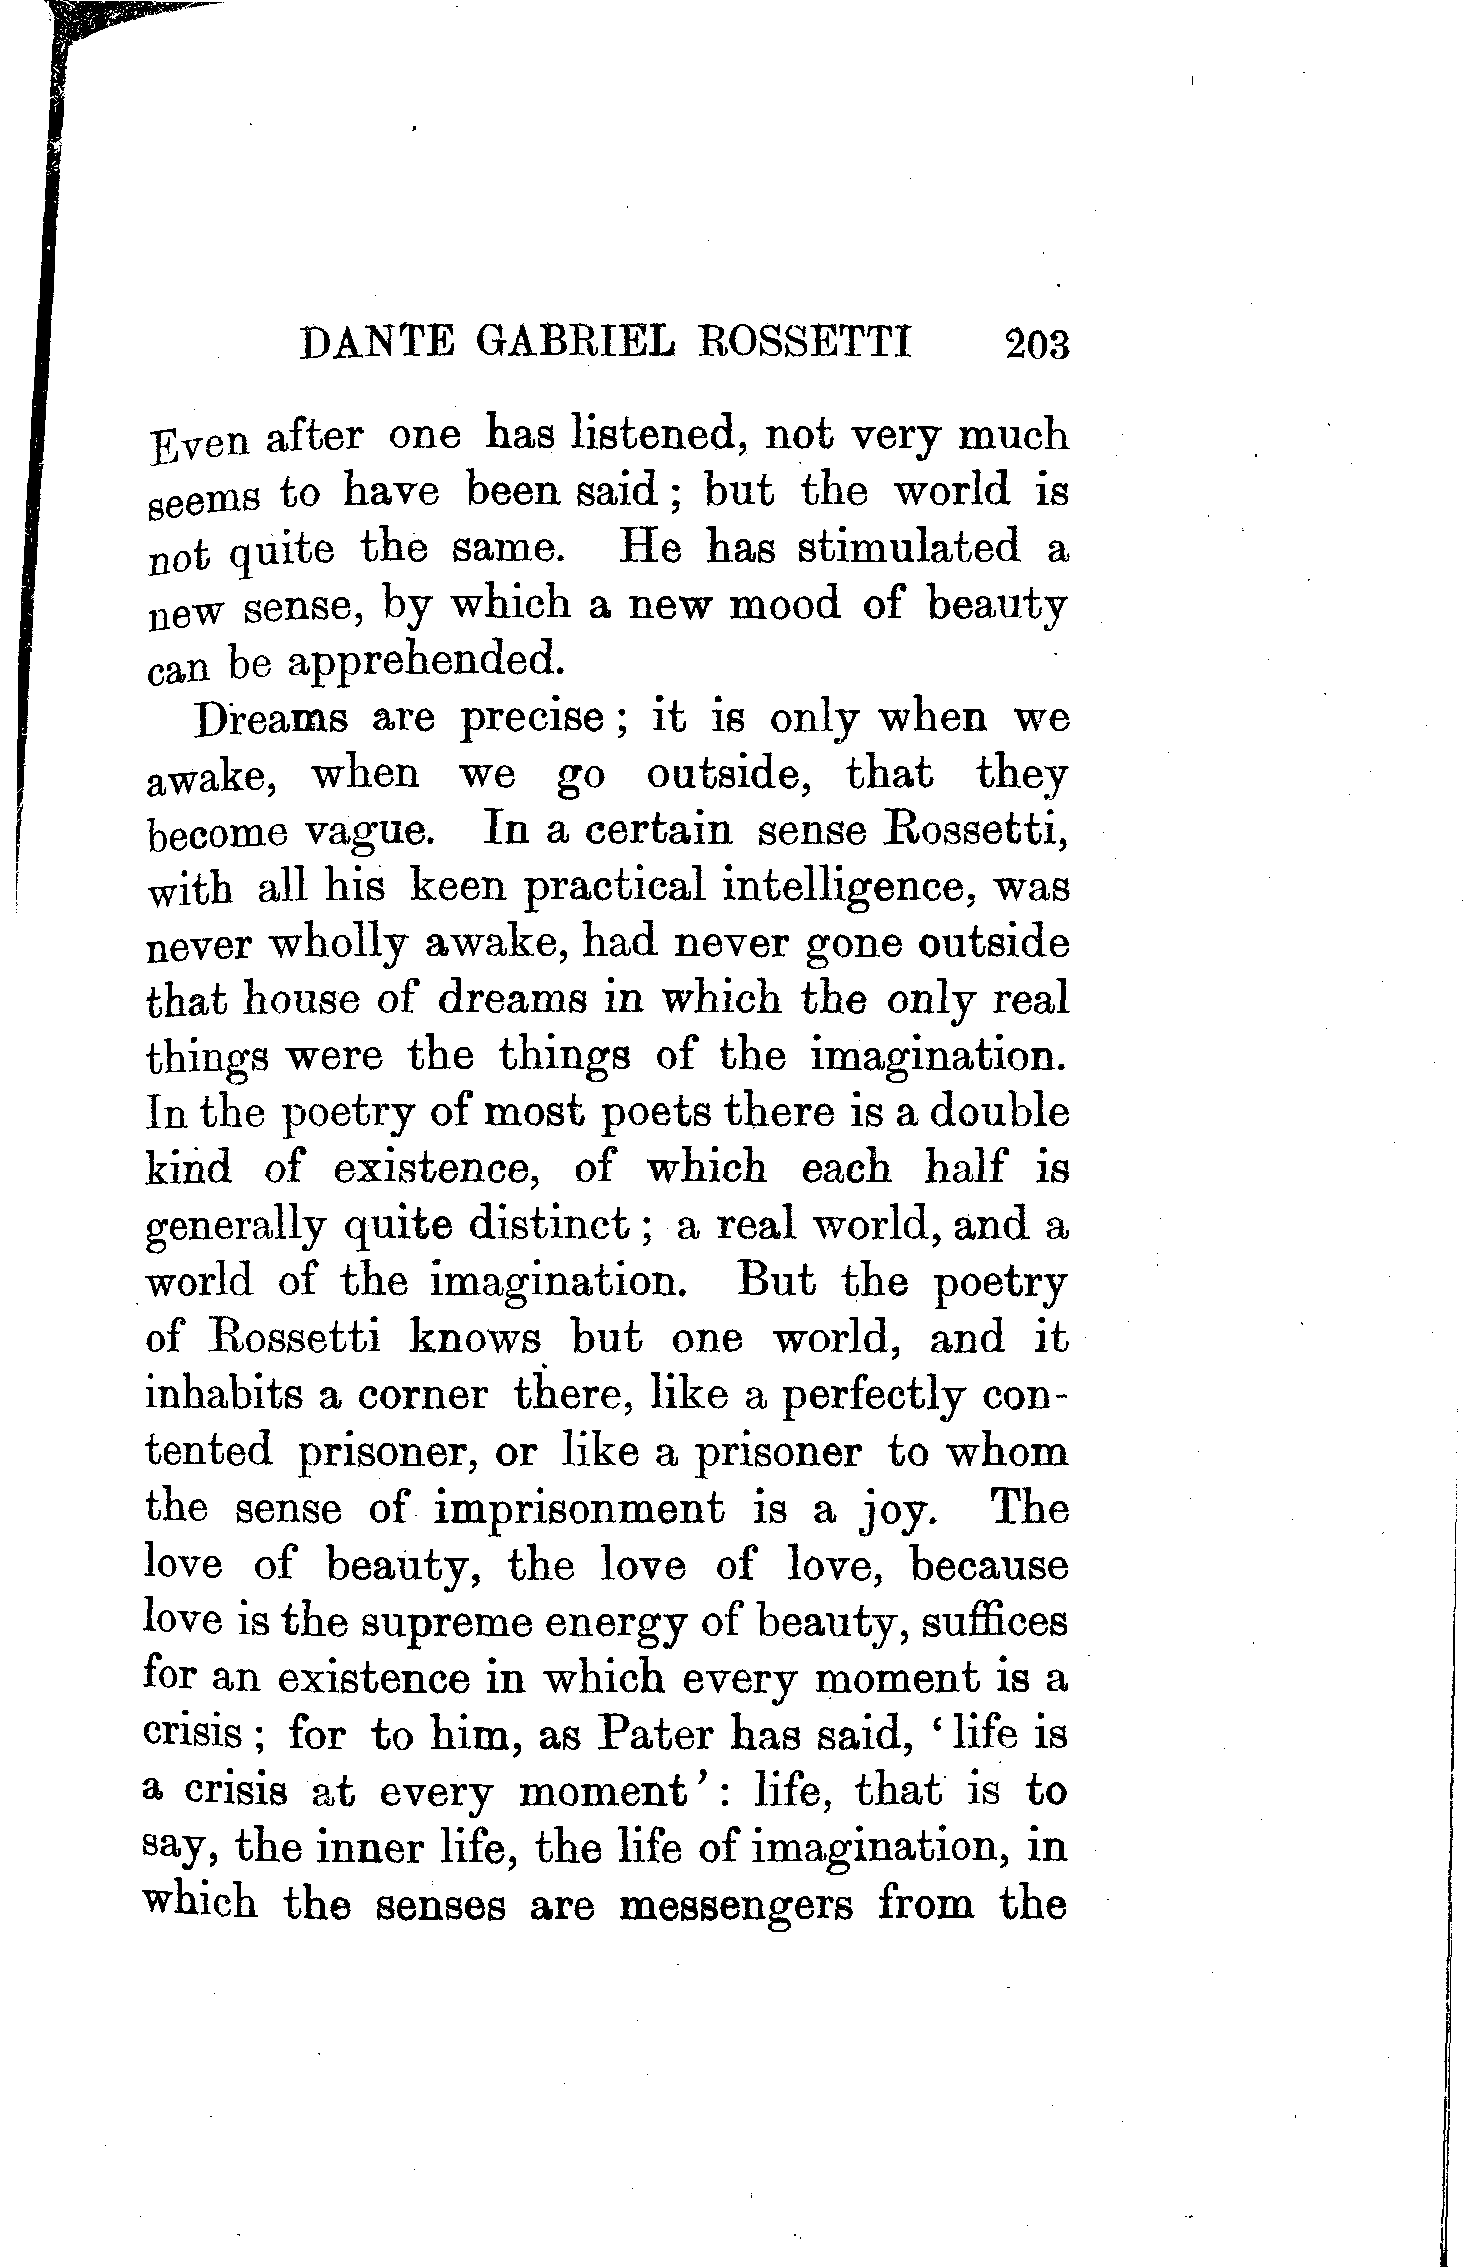 DANTE GABRIEL ROSSETTI 203
Even after one has listened, not very much
seems to have been said ; but the world is
not quite the same. He has stimulated a
new sense, by which a new mood of beauty
can be apprehended.
Dreams are precise ; it is only when we
awake, when we go outside, that they
become vague. In a certain sense Rossetti,
with all his keen practical intelligence, was
never wholly awake, had never gone outside
that house of dreams in which the only real
things were the things of the imagination.
In the poetry of most poets there is a double
kind of existence, of which each half is
generally quite distinct ; a real world, and a
world of the imagination. But the poetry
of Rossetti knows but one world, and it
inhabits a corner there, like a perfectly con-
tented prisoner, or like a prisoner to whom
the sense of imprisonment is a joy. The
love of beauty, the love of love, because
love is the supreme energy of beauty, suffices
for an existence in which every moment is a
crisis ; for to him, as Pater has said, ‘ life is
a crisis at every moment ’ : life, that is to
say, the inner life, the life of imagination, in
which the senses are messengers from the